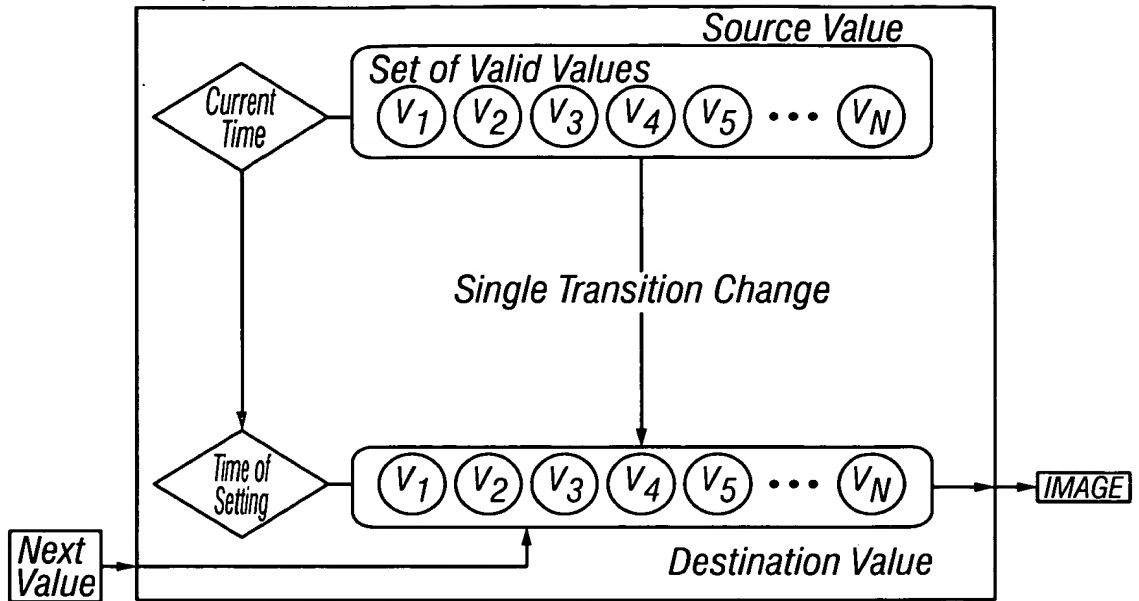 Source Value
Set of Valid Values
Current
Time
V1 V2 V3 V4 V5 ••• VN
Single Transition Change
Time of
Setting
V1 V2 V3 V4 V5 ••• VN
IMAGE
Next
Value
Destination Value